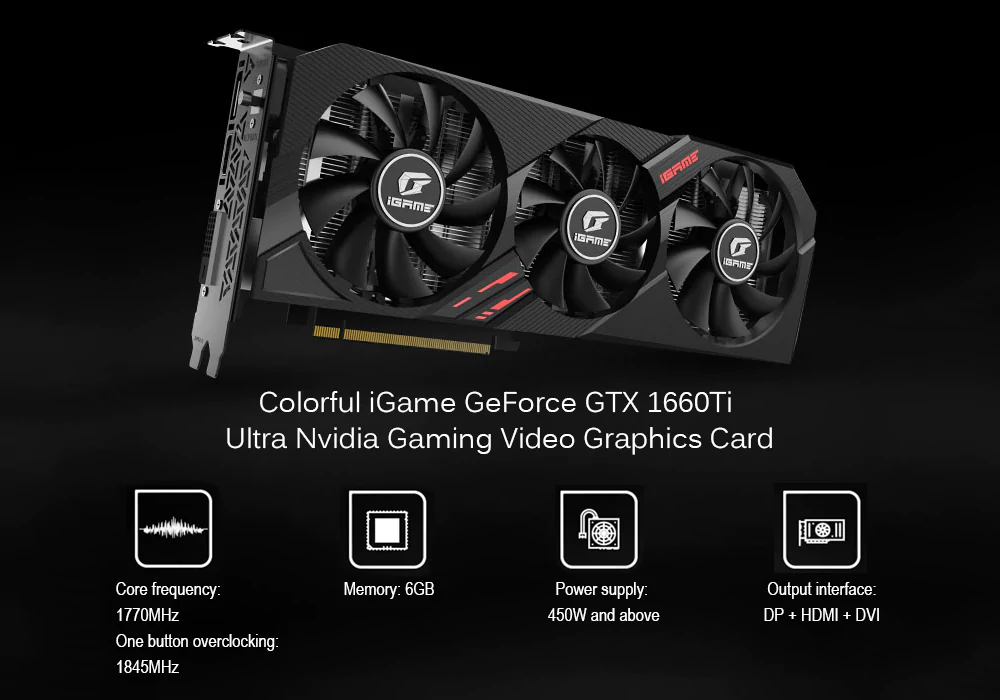 iGAME
iGAME
iGAME
iGAME
Colorful iGame GeForce GTX 1660Ti
Ultra Nvidia Gaming Video Graphics Card
Core frequency:
1770MHz
One button overclocking:
1845MHz
Memory: 6GB
Power supply:
450W and above
Output interface:
DP + HDMI + DVI